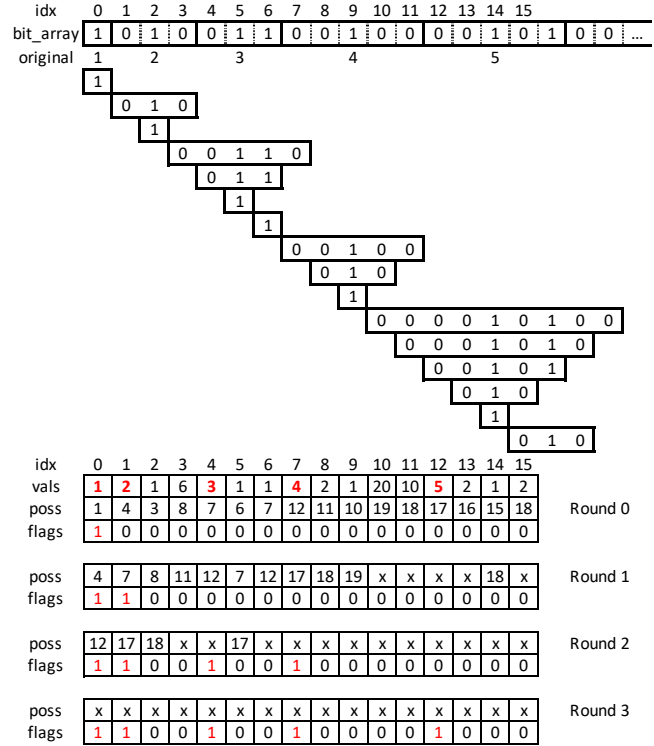 idx 0 1 2 3 4 5 6 7 8 9 10 11 12 13 14 15
bit_array 1 0 1 0 0 1 1 0 0 1 0 0 0 0 1 0 1 0 0 ...
original 1 2 3 4 5
1
0 1 0
1
0 0 1 1 0
0 1 1
1
1
0 0 1 0 0
0 1 0
1
0 0 0 0 1 0 1 0 0
0 0 0 1 0 1 0
0 0 1 0 1
0 1 0
1
0 1 0
idx 0 1 2 3 4 5 6 7 8 9 10 11 12 13 14 15
vals 1 2 1 6 3 1 1 4 2 1 20 10 5 2 1 2
poss 1 4 3 8 7 6 7 12 11 10 19 18 17 16 15 18 Round 0
flags 1 0 0 0 0 0 0 0 0 0 0 0 0 0 0 0
poss 4 7 8 11 12 7 12 17 18 19 x x x x 18 x Round 1
flags 1 1 0 0 0 0 0 0 0 0 0 0 0 0 0 0
poss 12 17 18 x x 17 x x x x x x x x x x Round 2
flags 1 1 0 0 1 0 0 1 0 0 0 0 0 0 0 0
poss x x x x x x x x x x x x x x x x Round 3
flags 1 1 0 0 1 0 0 1 0 0 0 0 1 0 0 0